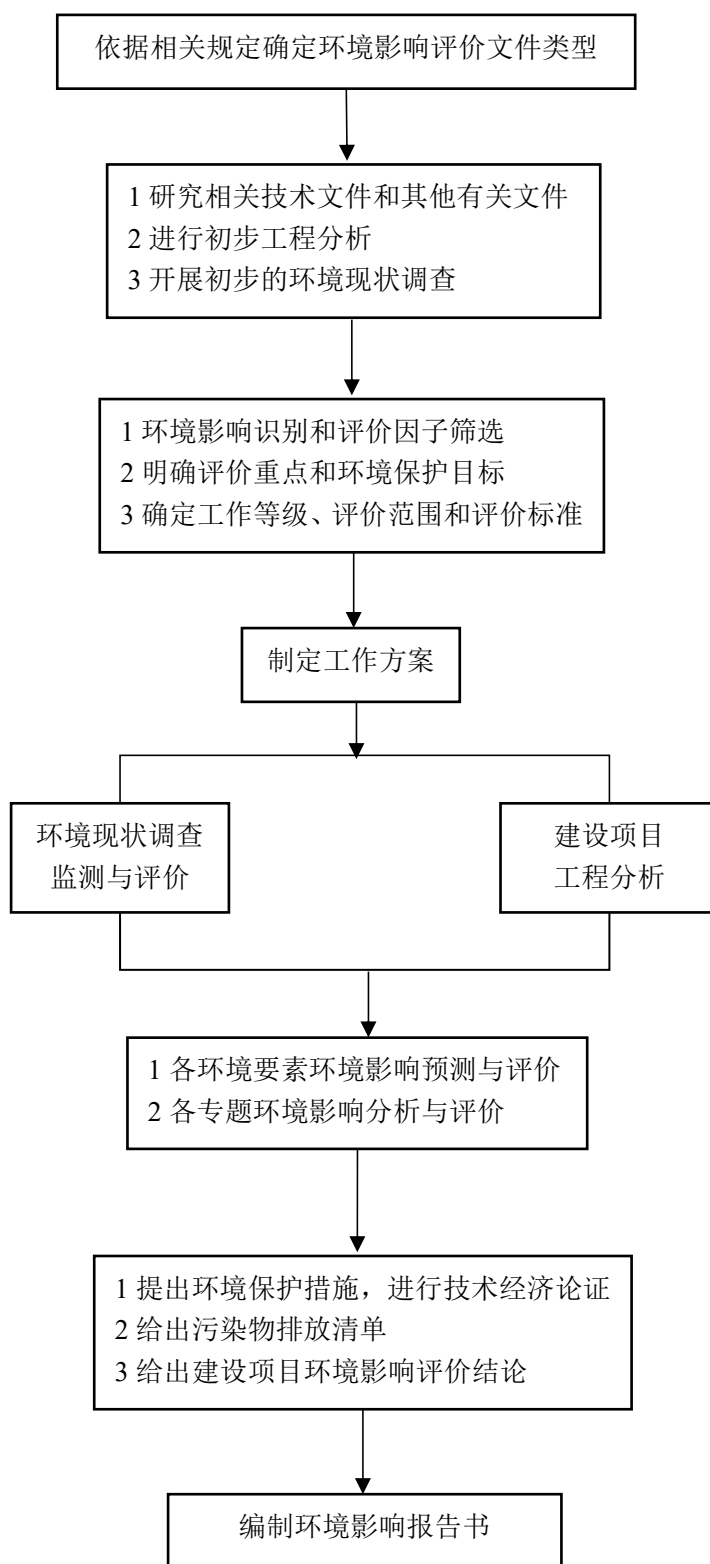 依据相关规定确定环境影响评价文件类型
1 研究相关技术文件和其他有关文件
2 进行初步工程分析
3 开展初步的环境现状调查
1 环境影响识别和评价因子筛选
2 明确评价重点和环境保护目标
3 确定工作等级、评价范围和评价标准
制定工作方案
环境现状调查
监测与评价
建设项目
工程分析
1 各环境要素环境影响预测与评价
2 各专题环境影响分析与评价
1 提出环境保护措施，进行技术经济论证
2 给出污染物排放清单
3 给出建设项目环境影响评价结论
编制环境影响报告书